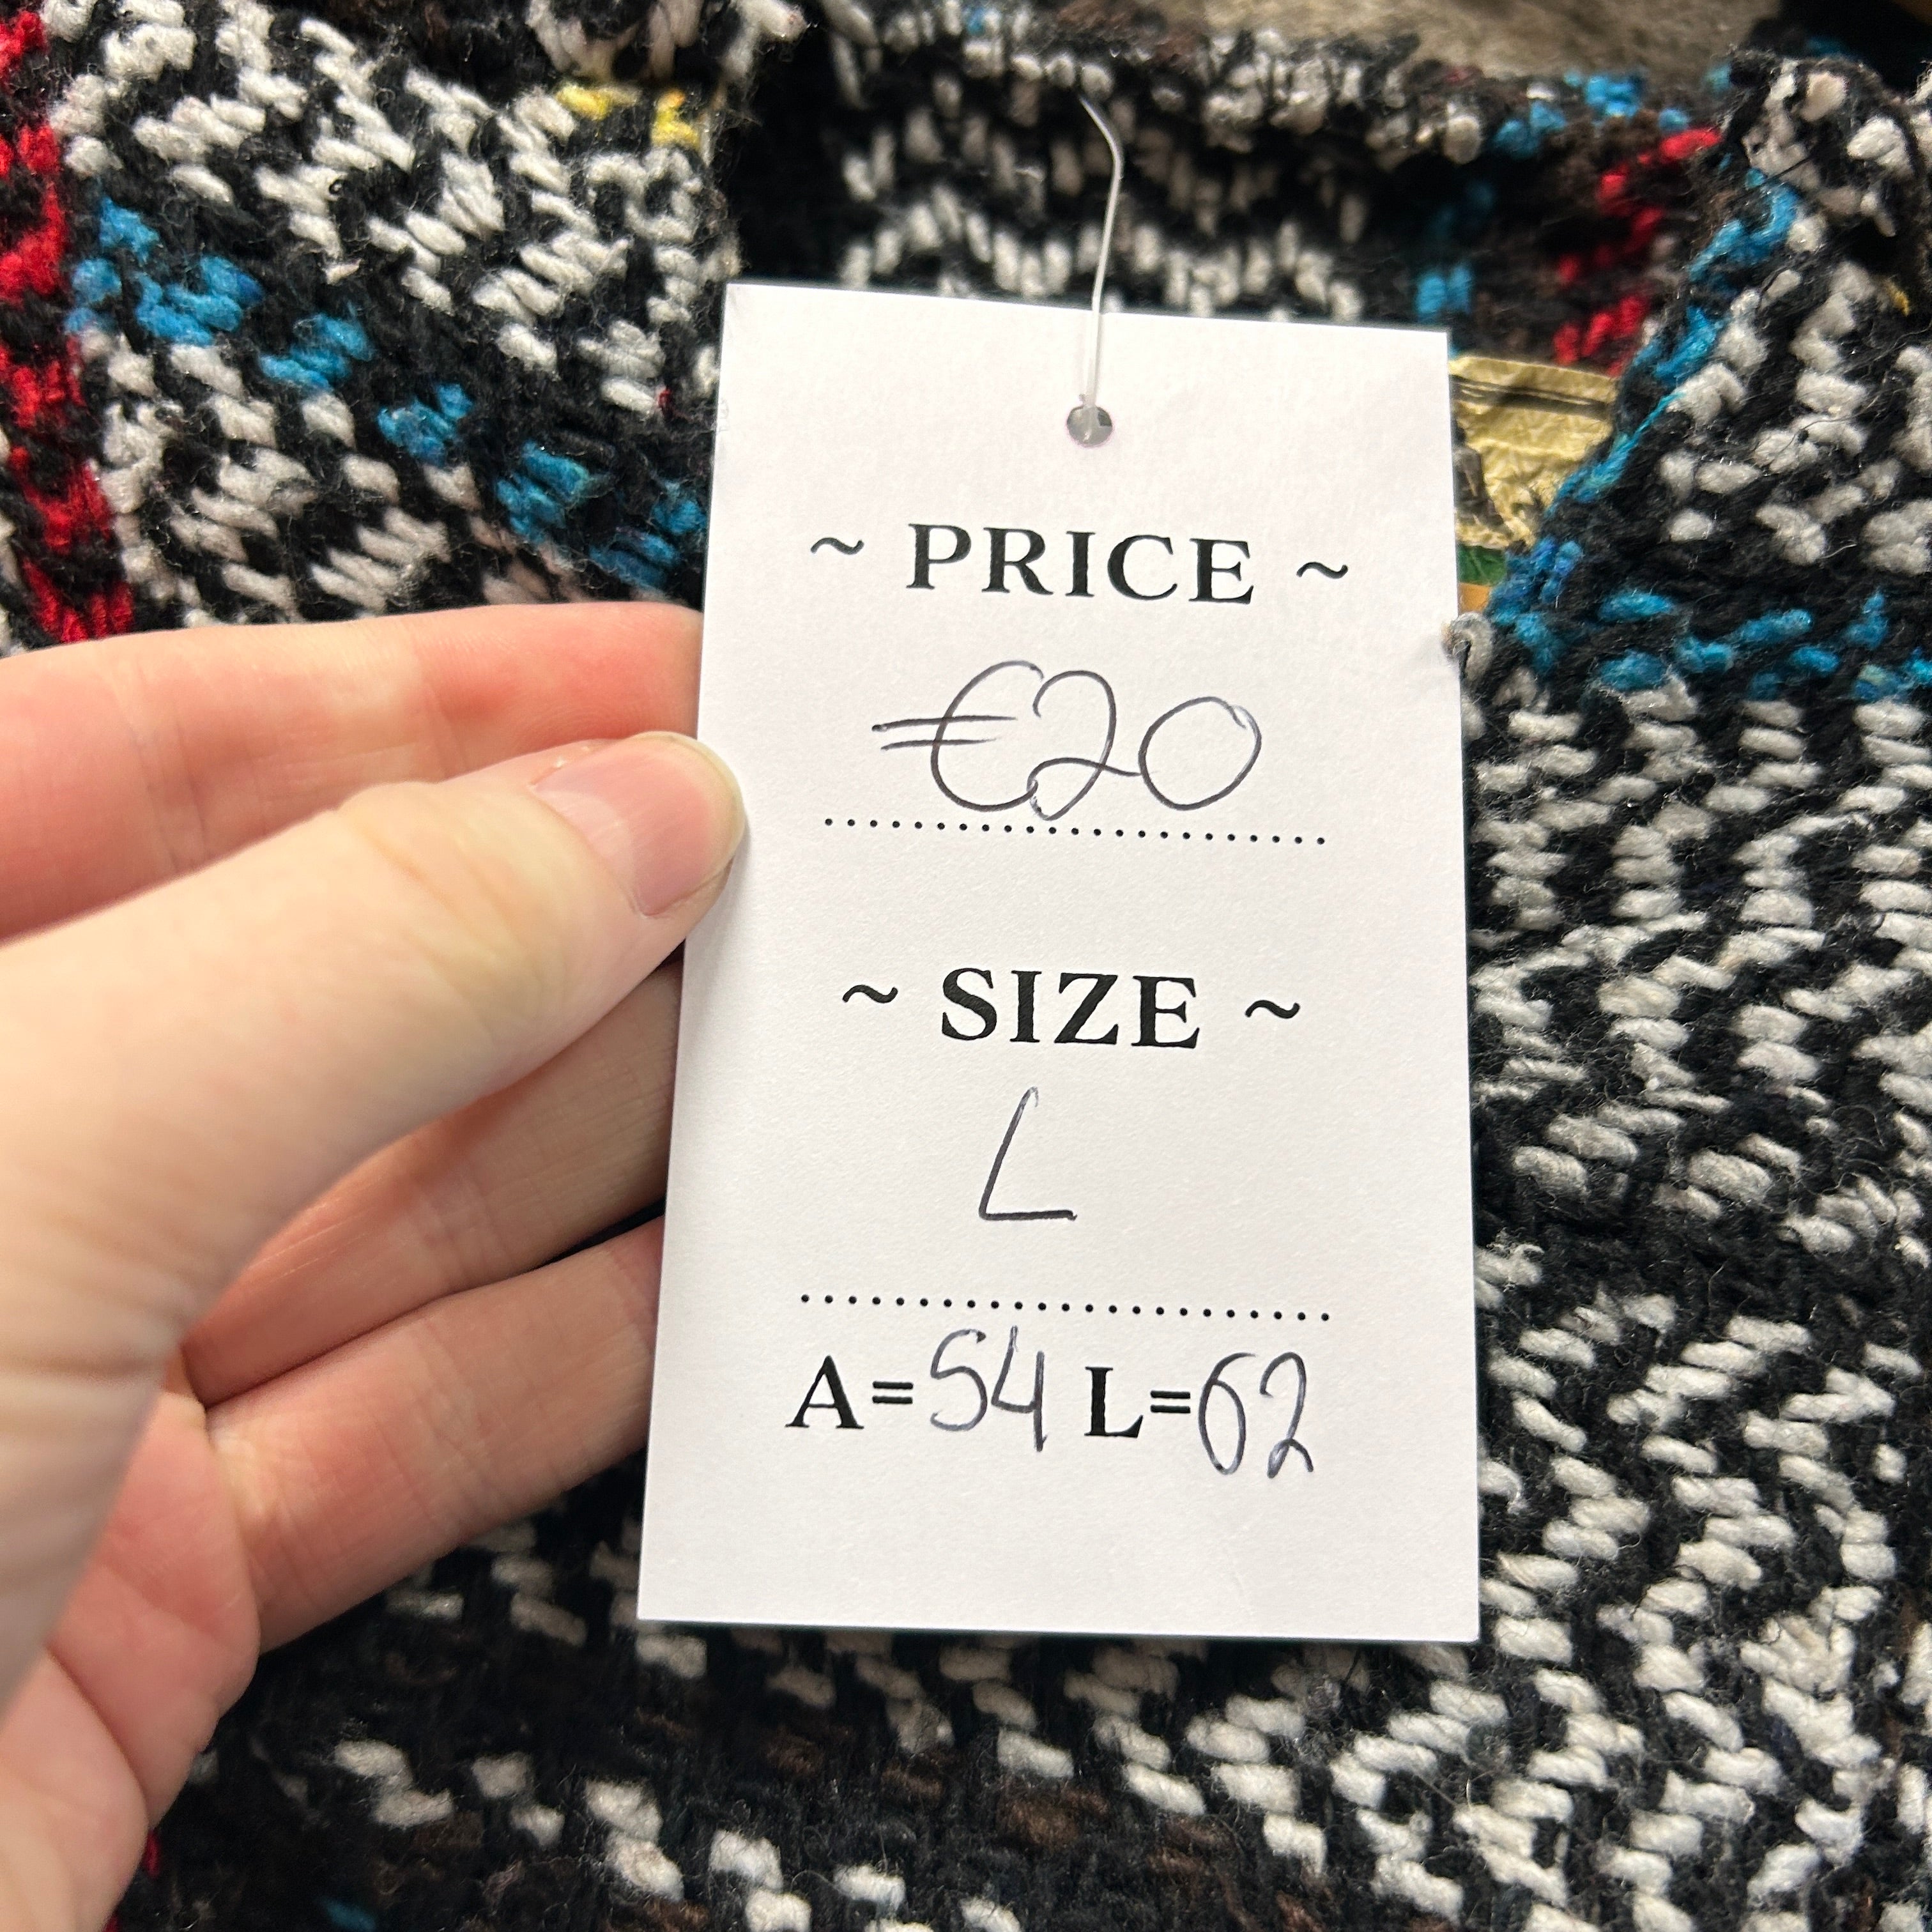 ~ PRICE ~
€20
~ SIZE ~
L
A=54 L=62